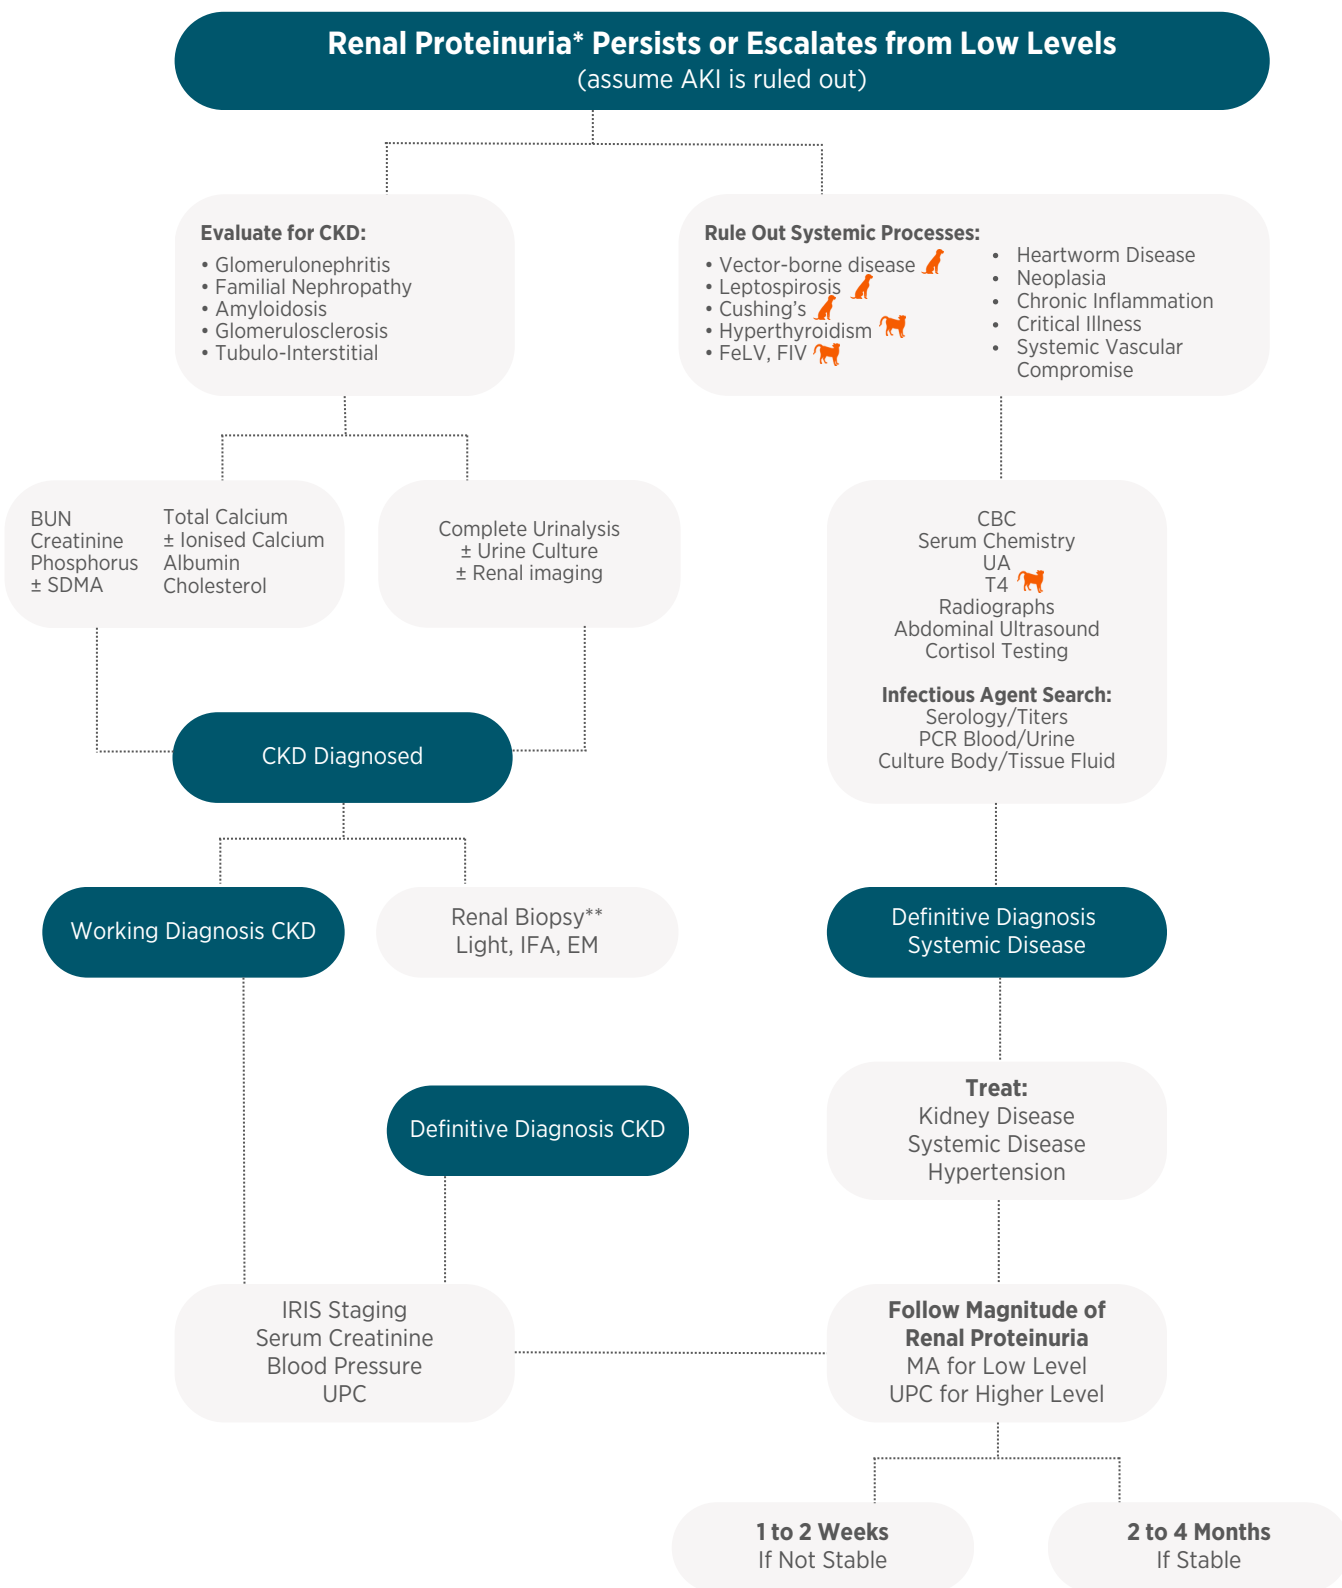 Renal Proteinuria* Persists or Escalates from Low Levels
(assume AKI is ruled out)
Evaluate for CKD:
• Glomerulonephritis
• Familial Nephropathy
• Amyloidosis
• Glomerulosclerosis
• Tubulo-Interstitial
Rule Out Systemic Processes:
• Vector-borne disease
• Leptospirosis
• Cushing's
• Hyperthyroidism
• FeLV, FIV
• Heartworm Disease
• Neoplasia
• Chronic Inflammation
• Critical Illness
• Systemic Vascular
Compromise
BUN
Creatinine
Phosphorus
± SDMA
Total Calcium
± Ionised Calcium
Albumin
Cholesterol
Complete Urinalysis
± Urine Culture
± Renal imaging
CBC
Serum Chemistry
UA
T4
Radiographs
Abdominal Ultrasound
Cortisol Testing
Infectious Agent Search:
Serology/Titers
PCR Blood/Urine
Culture Body/Tissue Fluid
CKD Diagnosed
Working Diagnosis CKD
Renal Biopsy**
Light, IFA, EM
Definitive Diagnosis
Systemic Disease
Definitive Diagnosis CKD
Treat:
Kidney Disease
Systemic Disease
Hypertension
IRIS Staging
Serum Creatinine
Blood Pressure
UPC
Follow Magnitude of
Renal Proteinuria
MA for Low Level
UPC for Higher Level
1 to 2 Weeks
If Not Stable
2 to 4 Months
If Stable